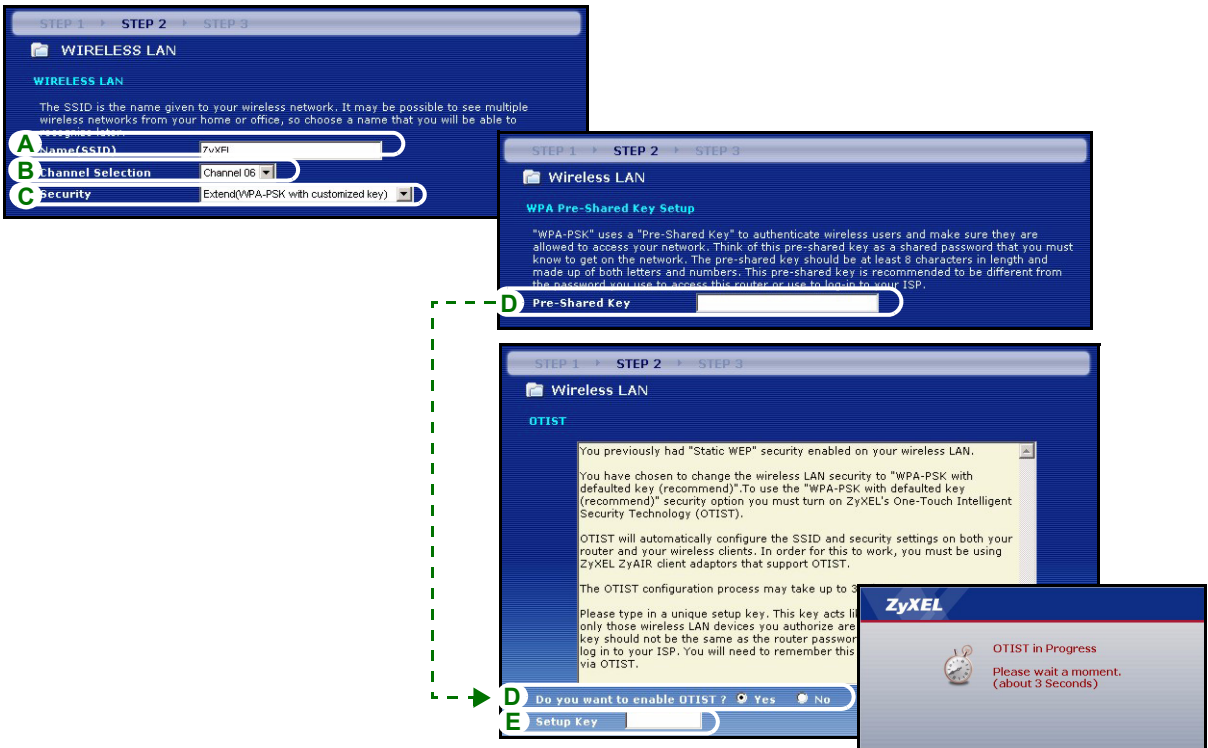 STEP 1 STEP 2 STEP 3
WIRELESS LAN
WIRELESS LAN
The SSID is the name given to your wireless network. It may be possible to see multiple
wireless networks from your home or office, so choose a name that you will be able to
recognize later.
A Name(SSID) ZyXEL
B Channel Selection Channel 06
C Security Extend(WPA-PSK with customized key)
STEP 1 STEP 2 STEP 3
Wireless LAN
WPA Pre-Shared Key Setup
"WPA-PSK" uses a "Pre-Shared Key" to authenticate wireless users and make sure they are
allowed to access your network. Think of this pre-shared key as a shared password that you must
know to get on the network. The pre-shared key should be at least 8 characters in length and
made up of both letters and numbers. This pre-shared key is recommended to be different from
the password you use to access this router or use to log-in to your ISP.
D Pre-Shared Key
STEP 1 STEP 2 STEP 3
Wireless LAN
OTIST
You previously had "Static WEP" security enabled on your wireless LAN.
You have chosen to change the wireless LAN security to "WPA-PSK with
defaulted key (recommend)".To use the "WPA-PSK with defaulted key
(recommend)" security option you must turn on ZyXEL's One-Touch Intelligent
Security Technology (OTIST).
OTIST will automatically configure the SSID and security settings on both your
router and your wireless clients. In order for this to work, you must be using
ZyXEL ZyAIR client adaptors that support OTIST.
The OTIST configuration process may take up to 3
Please type in a unique setup key. This key acts
only those wireless LAN devices you authorize are
key should not be the same as the router
log in to your ISP. You will need to remember this
via OTIST.
D Do you want to enable OTIST ? Yes No
E Setup Key
ZyXEL
OTIST in Progress
Please wait a moment.
(about 3 Seconds)